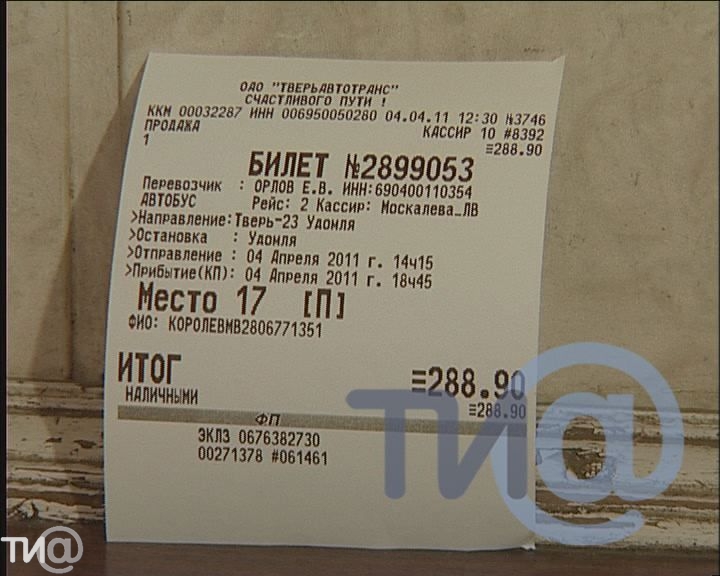 ОАО "ТВЕРЬАВТОТРАНС"
СЧАСТЛИВОГО ПУТИ !
ККМ 00032287 ИНН 006950050280 04.04.11 12:30 №3746
ПРОДАЖА КАССИР 10 #8392
1 ≡288.90
БИЛЕТ №2899053
Перевозчик : ОРЛОВ Е.В. ИНН:690400110354
АВТОБУС Рейс: 2 Кассир: Москалева_ЛВ
>Направление:Тверь-23 Удомля
>Остановка : Удомля
>Отправление : 04 Апреля 2011 г. 14ч15
>Прибытие(КП): 04 Апреля 2011 г. 18ч45
Место 17 [П]
ФИО: КОРОЛЕВМВ2806771351
ИТОГ ≡288.90
НАЛИЧНЫМИ ≡288.90
ФП
ЭКЛЗ 0676382730
00271378 #061461
ТИ@
ТИ@